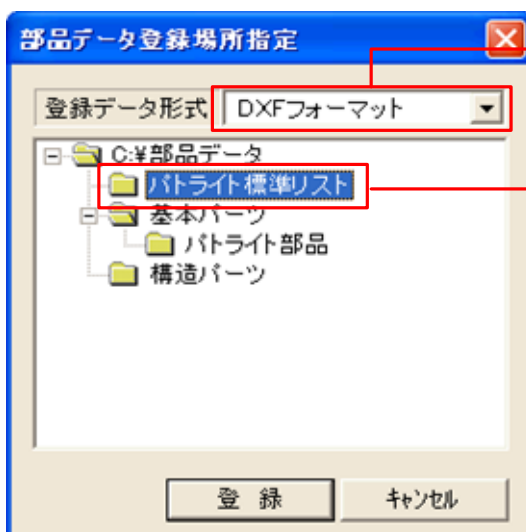 部品データ登録場所指定
登録データ形式 DXFフォーマット
C:¥部品データ
パトライト標準リスト
基本パーツ
パトライト部品
構造パーツ
登 録 キャンセル